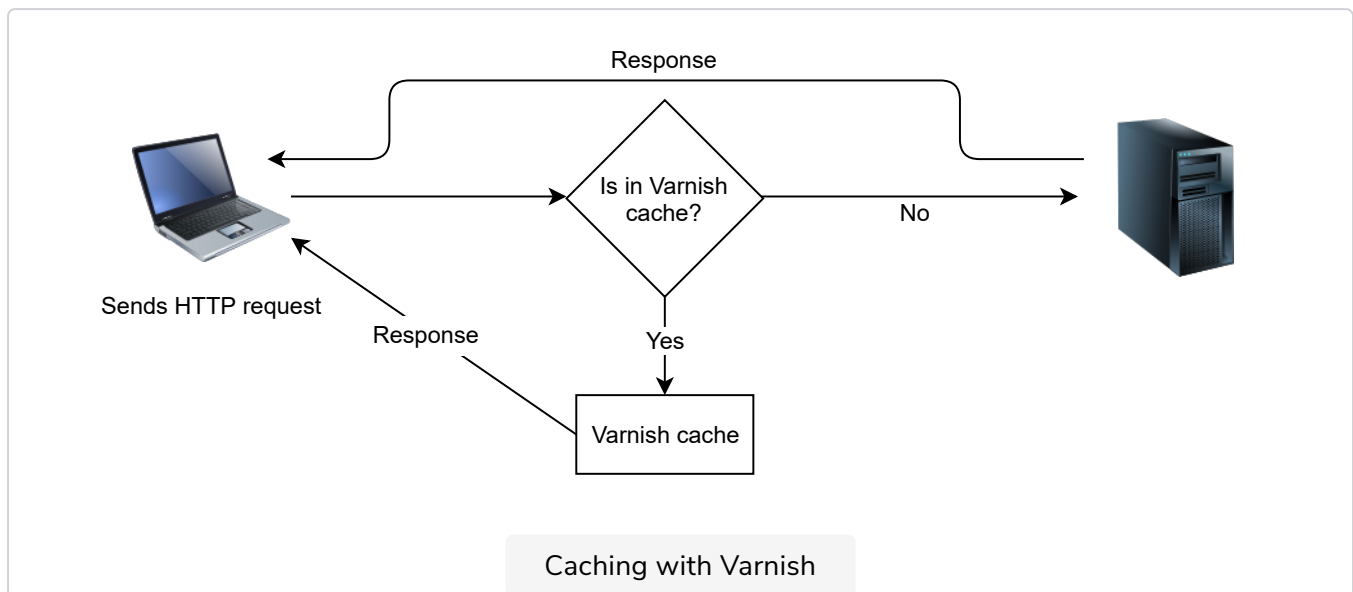 Response
Is in Varnish
cache?
No
Sends HTTP request
Response
Yes
Varnish cache
Caching with Varnish